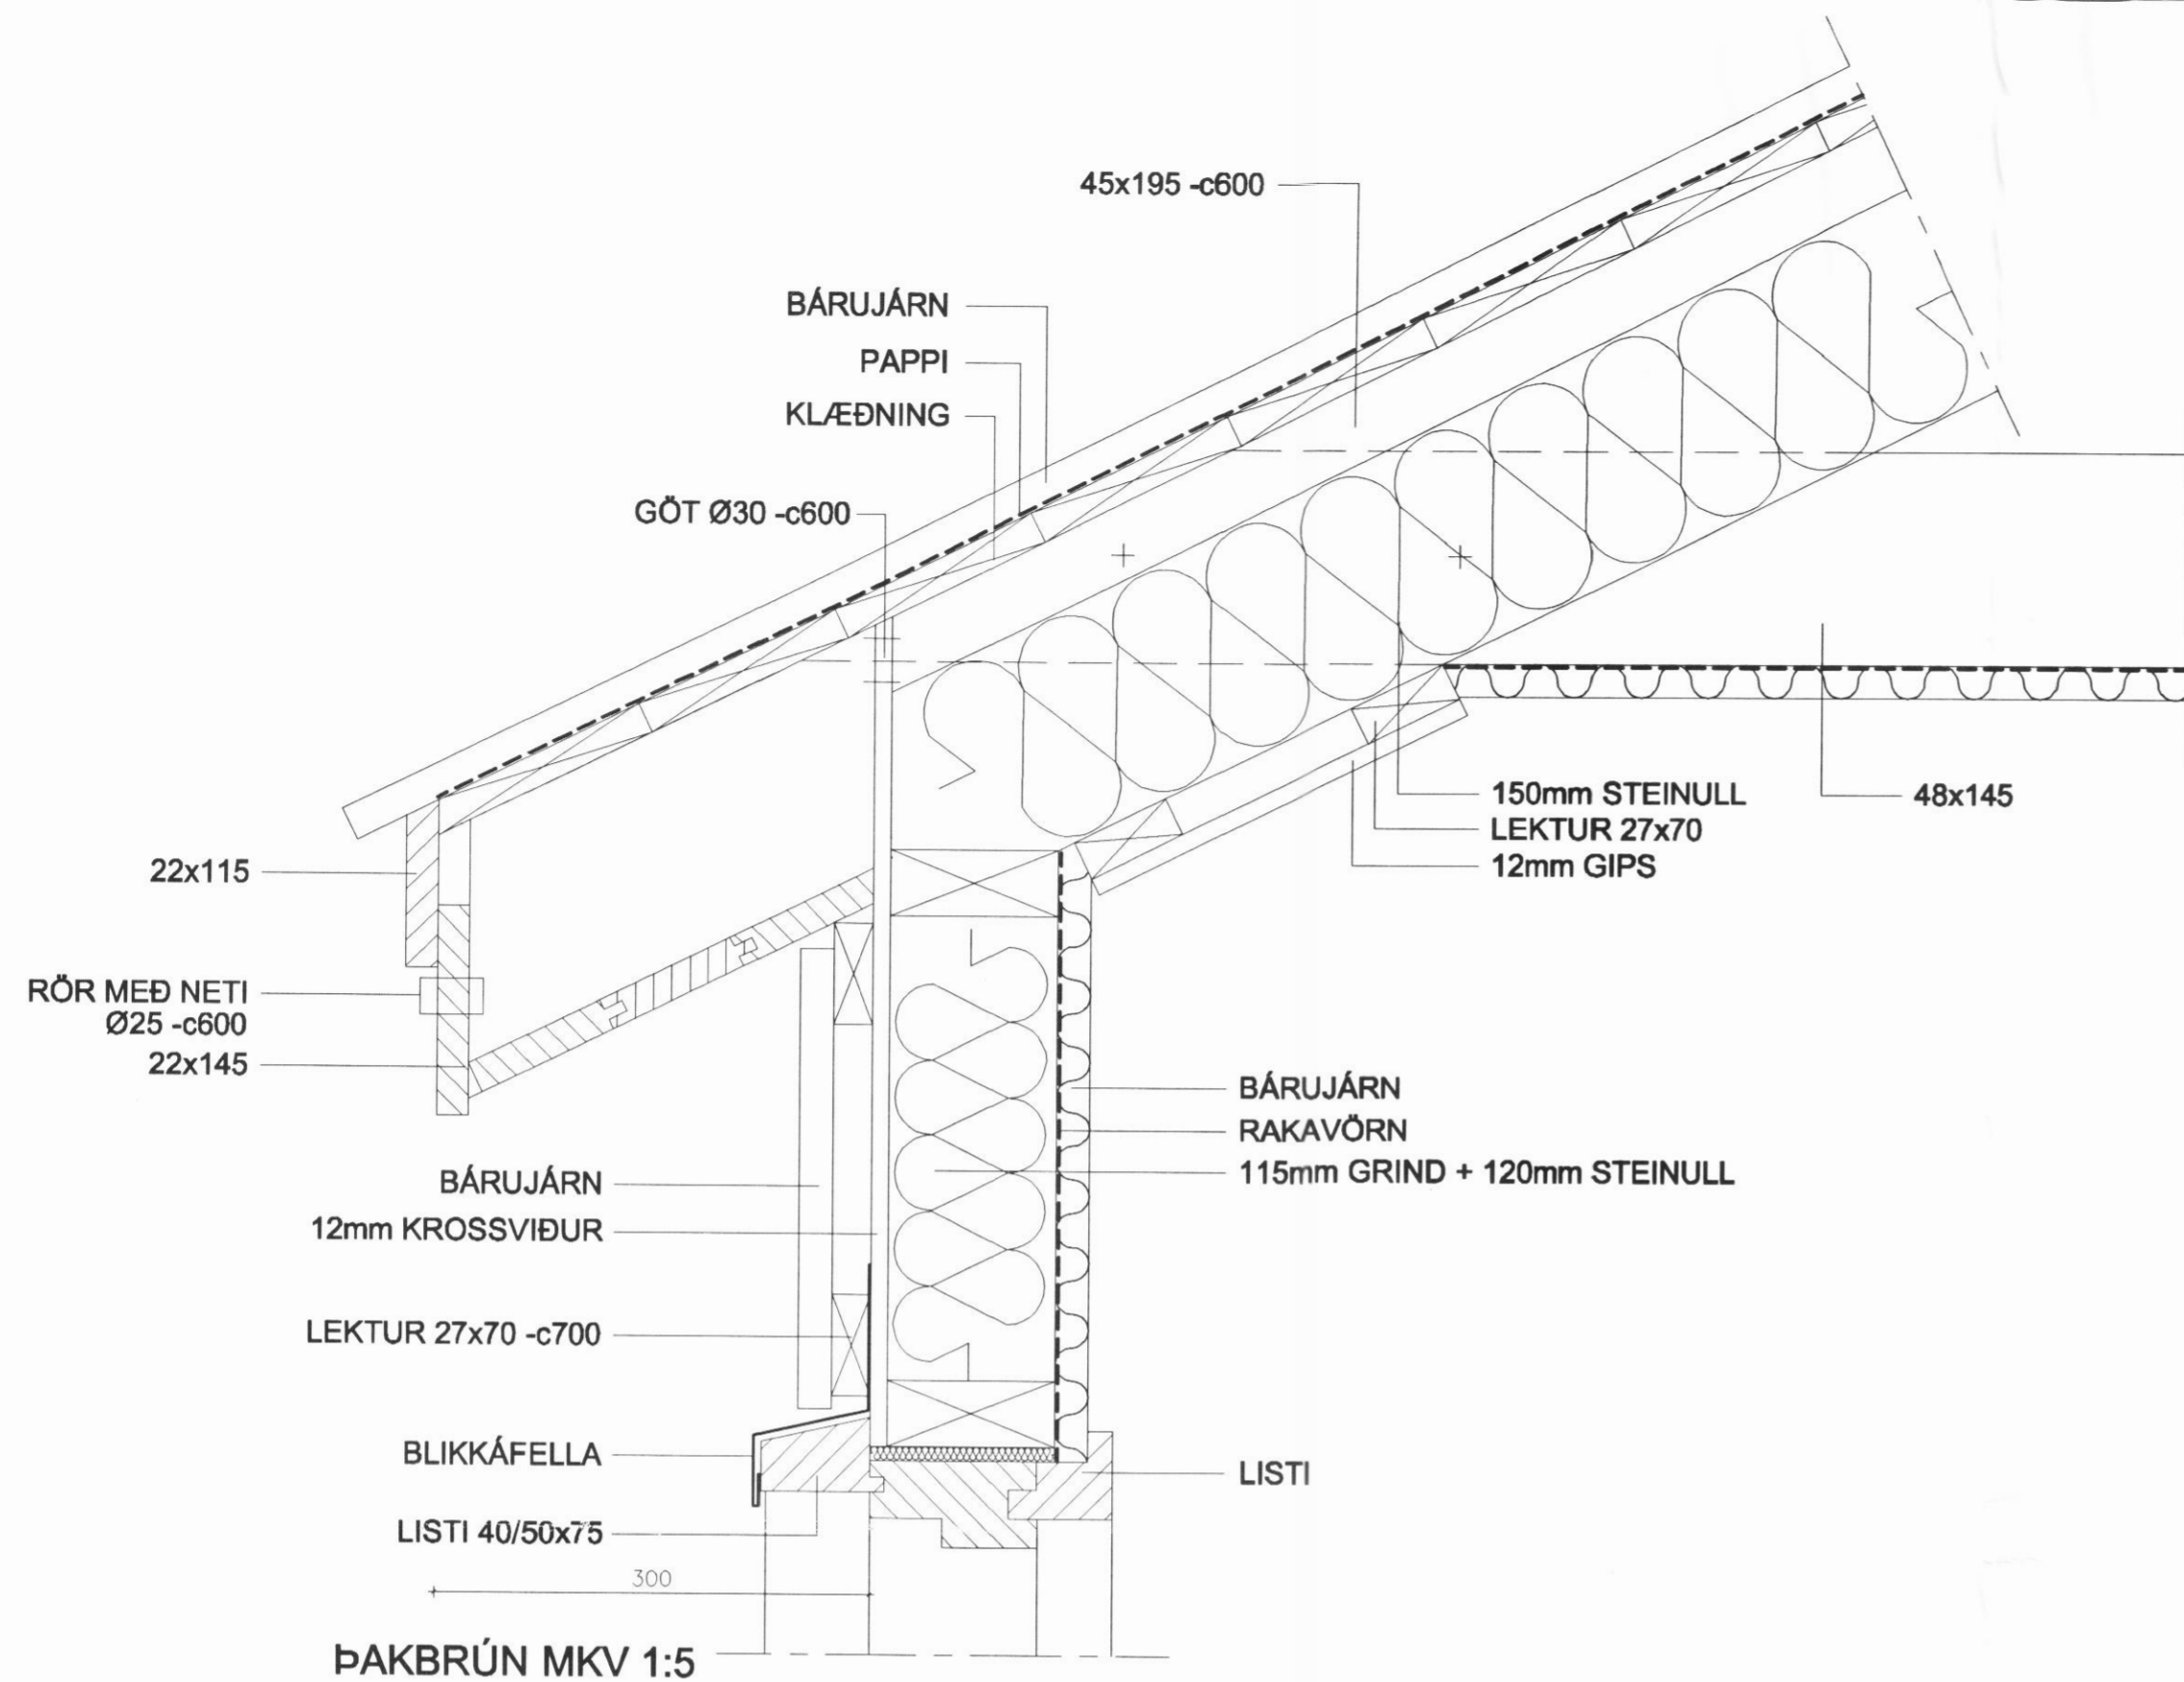 45x195 -c600
BÁRUJÁRN
PAPPI
KLÆÐNING
GÖT Ø30 -c600
150mm STEINULL
LEKTUR 27x70
12mm GIPS
48x145
22x115
RÖR MEÐ NETI
Ø25 -c600
22x145
BÁRUJÁRN
RAKAVÖRN
115mm GRIND + 120mm STEINULL
BÁRUJÁRN
12mm KROSSVIÐUR
LEKTUR 27x70 -c700
BLIKKÁFELLA
LISTI
LISTI 40/50x75
300
ÞAKBRÚN MKV 1:5